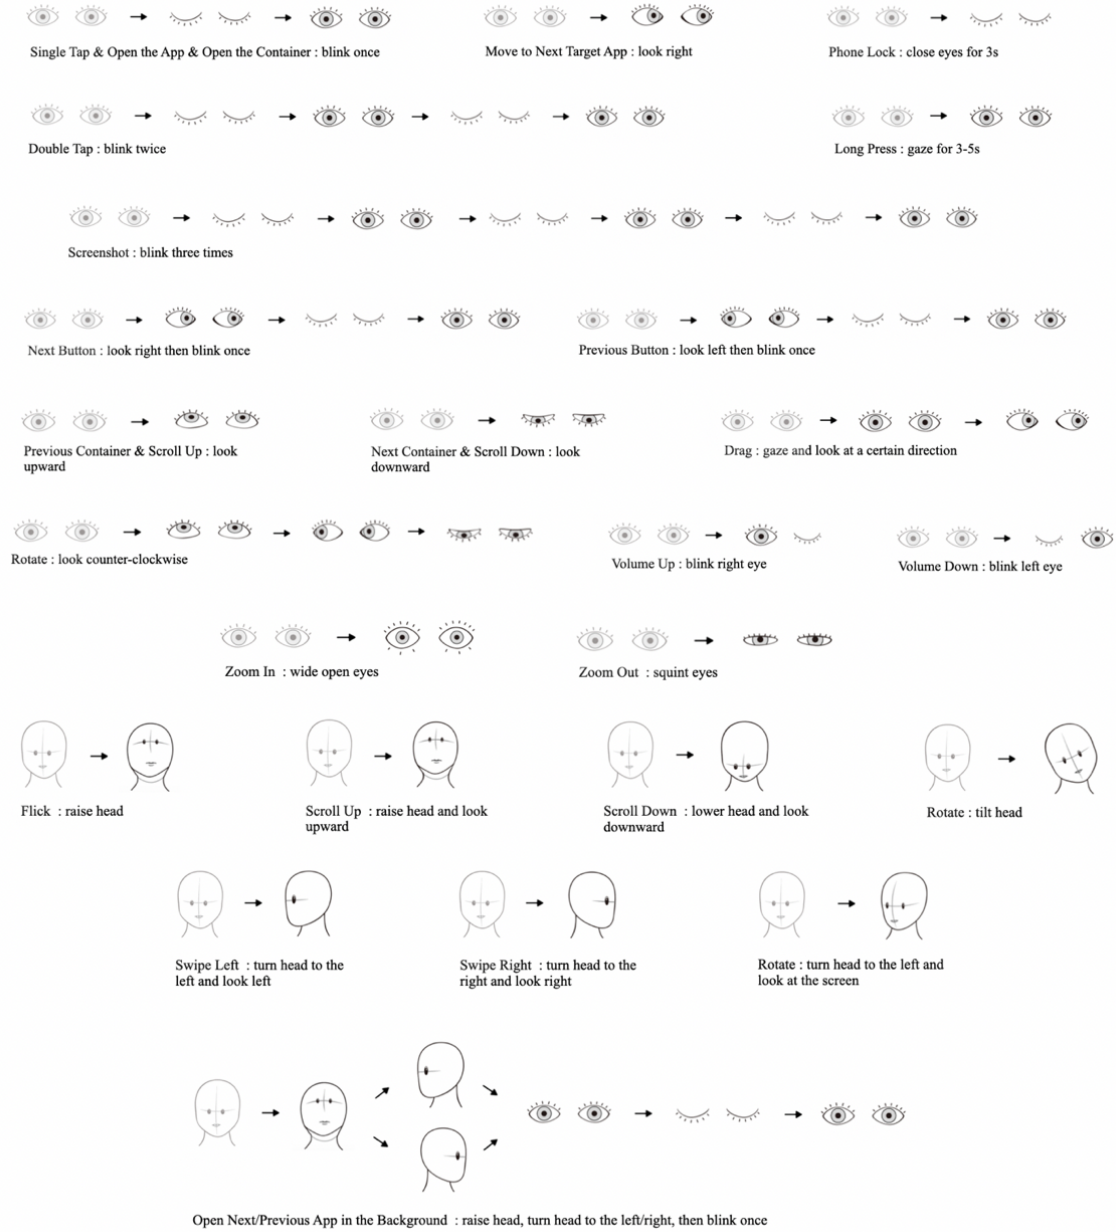 Single Tap & Open the App & Open the Container : blink once
Move to Next Target App : look right
Phone Lock : close eyes for 3s
Double Tap : blink twice
Long Press : gaze for 3-5s
Screenshot : blink three times
Next Button : look right then blink once
Previous Button : look left then blink once
Previous Container & Scroll Up : look
upward
Next Container & Scroll Down : look
downward
Drag : gaze and look at a certain direction
Rotate : look counter-clockwise
Volume Up : blink right eye
Volume Down : blink left eye
Zoom In : wide open eyes
Zoom Out : squint eyes
Flick : raise head
Scroll Up : raise head and look
upward
Scroll Down : lower head and look
downward
Rotate : tilt head
Swipe Left : turn head to the
left and look left
Swipe Right : turn head to the
right and look right
Rotate : turn head to the left and
look at the screen
Open Next/Previous App in the Background : raise head, turn head to the left/right, then blink once